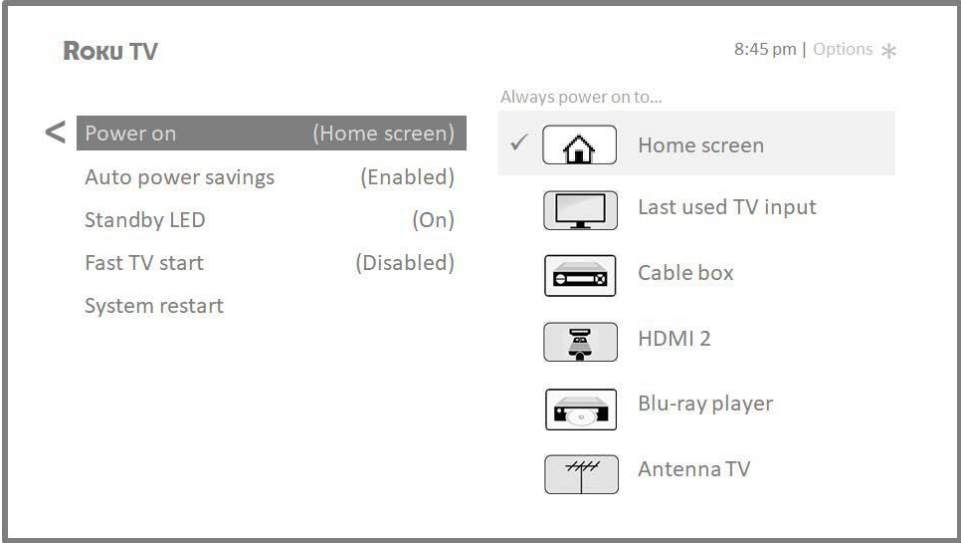 Roku TV
8:45 pm | Options
Always power on to...
< Power on (Home screen)
Auto power savings (Enabled)
Standby LED (On)
Fast TV start (Disabled)
System restart
✓ Home screen
Last used TV input
Cable box
HDMI 2
Blu-ray player
Antenna TV